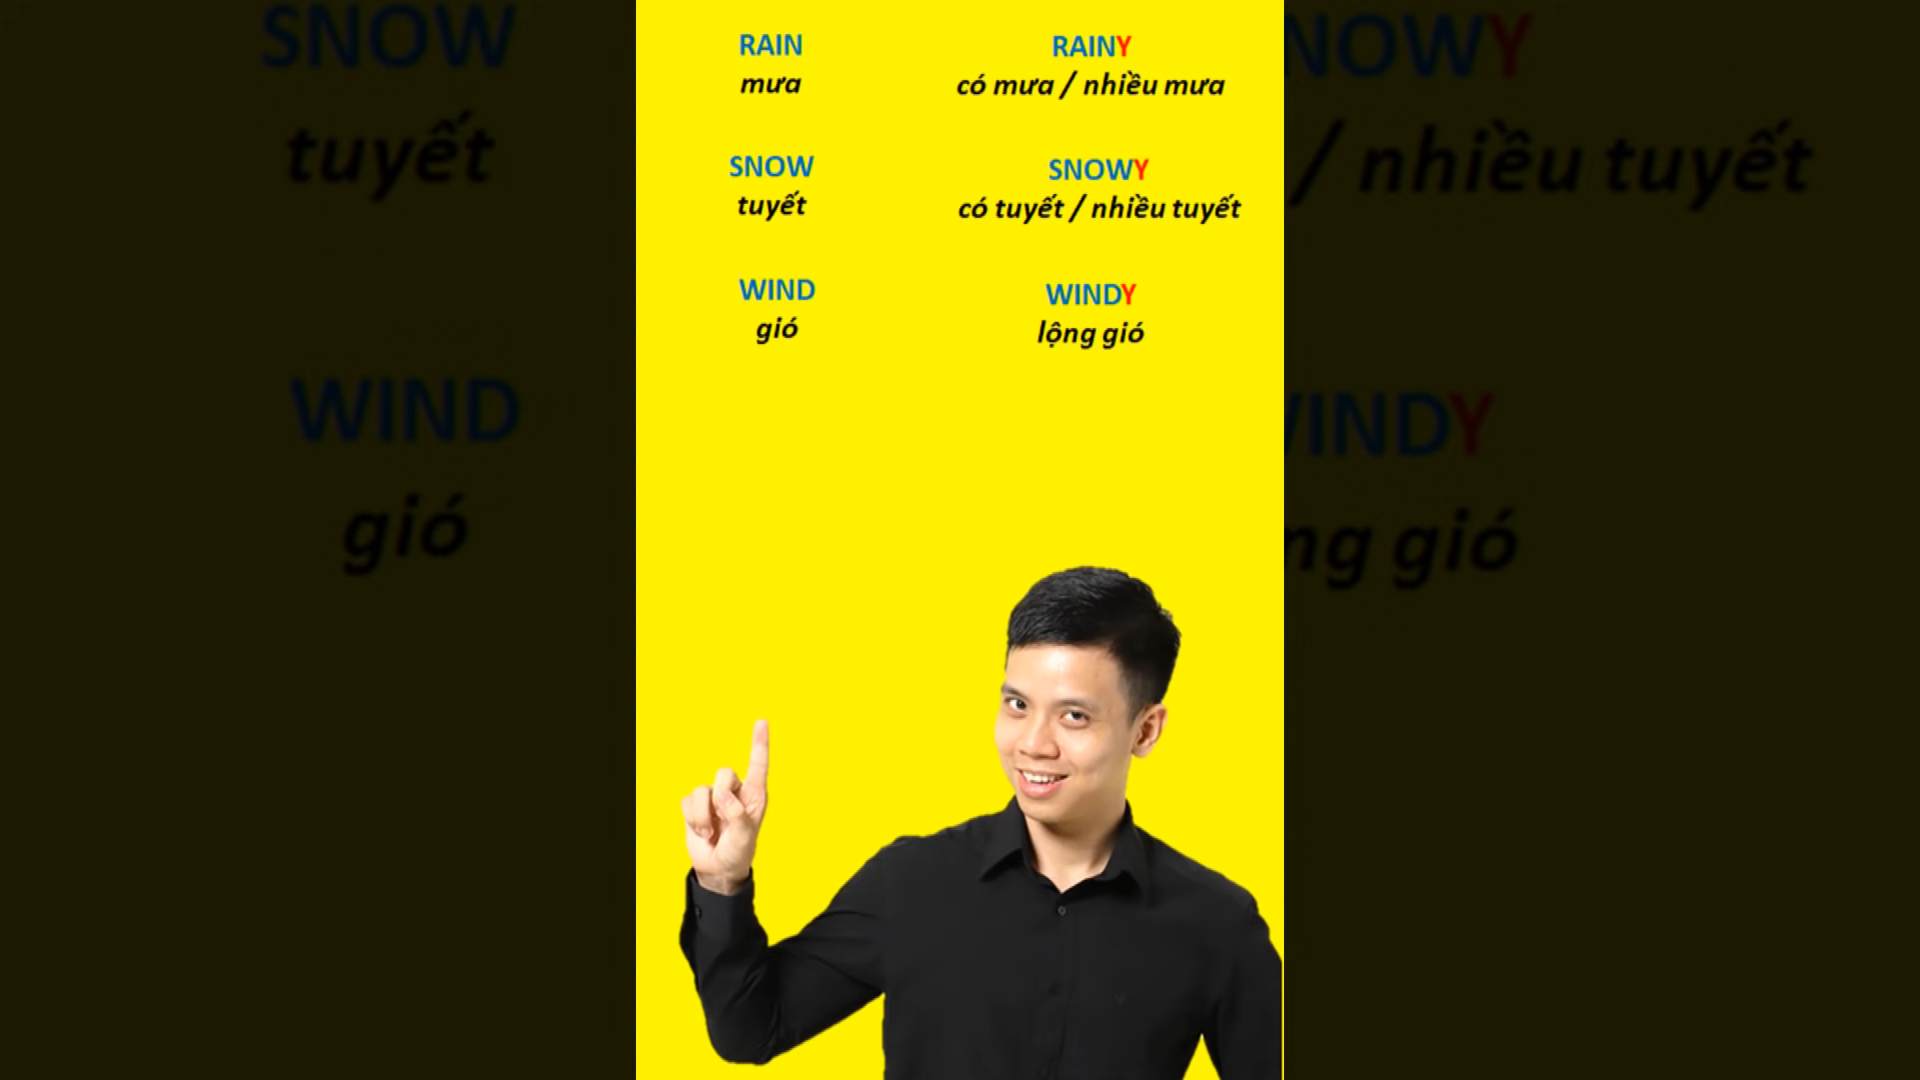 RAIN
mưa
RAINY
có mưa / nhiều mưa
SNOW
tuyết
SNOWY
có tuyết / nhiều tuyết
WIND
gió
WINDY
lộng gió